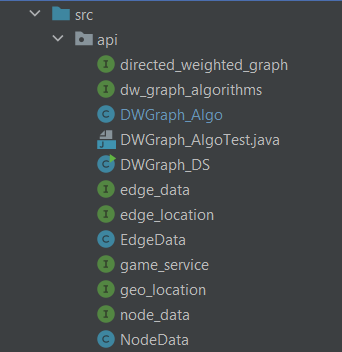 src
api
directed_weighted_graph
dw_graph_algorithms
DWGraph_Algo
DWGraph_AlgoTest.java
DWGraph_DS
edge_data
edge_location
EdgeData
game_service
geo_location
node_data
NodeData